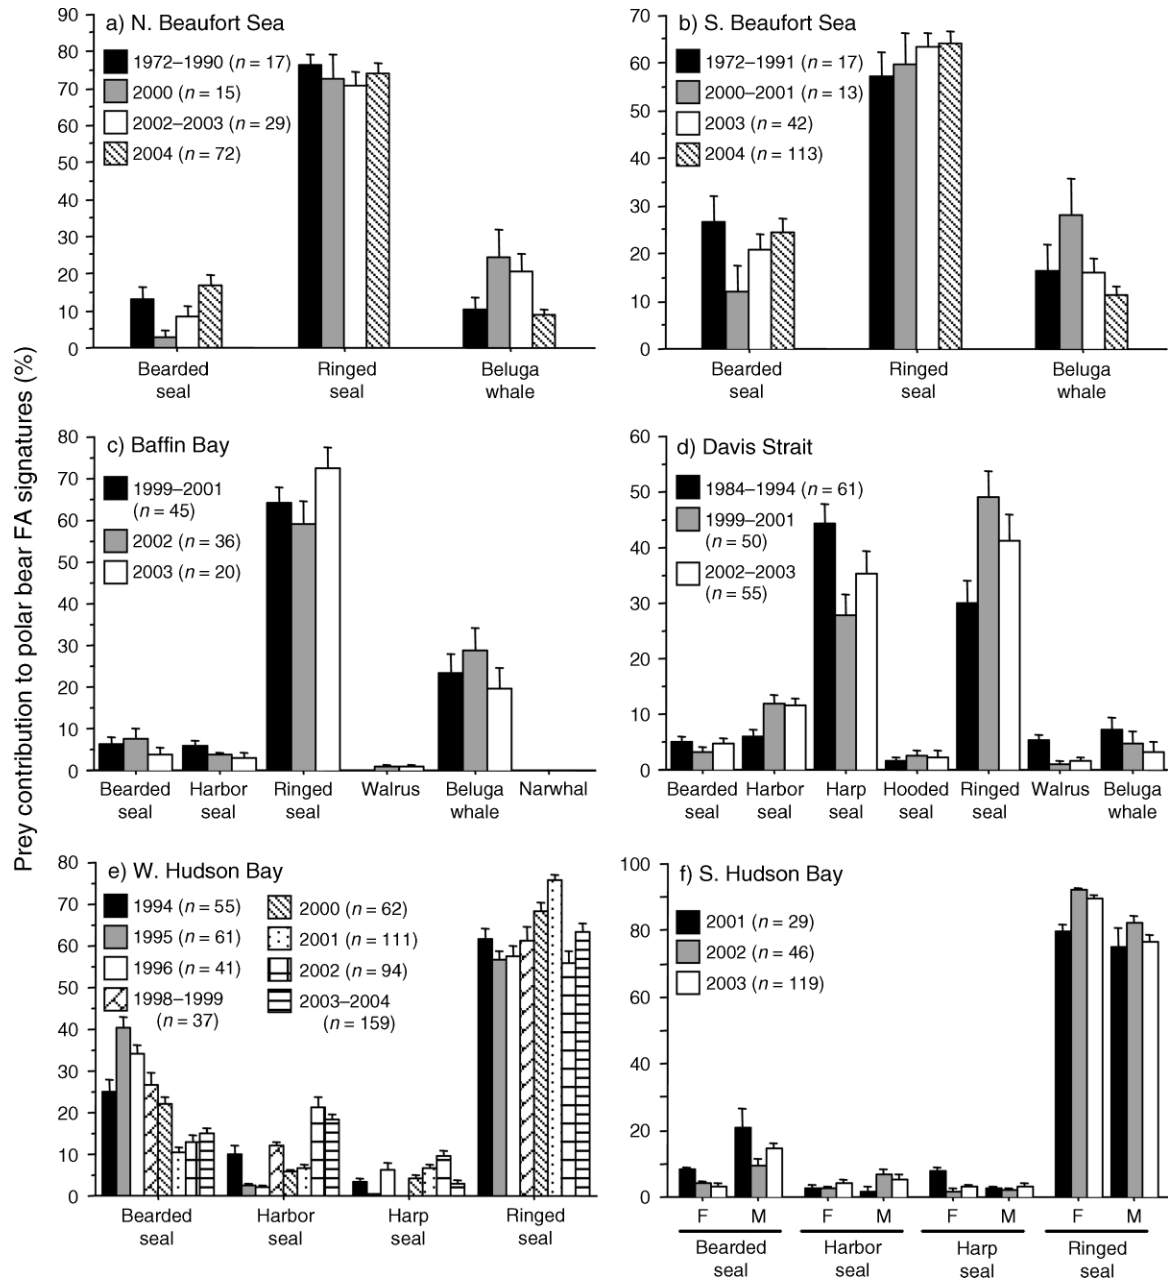 Prey contribution to polar bear FA signatures (%)
a) N. Beaufort Sea
1972–1990 (n = 17)
2000 (n = 15)
2002–2003 (n = 29)
2004 (n = 72)
90
80
70
60
50
40
30
20
10
0
Bearded
seal
Ringed
seal
Beluga
whale
b) S. Beaufort Sea
1972–1991 (n = 17)
2000–2001 (n = 13)
2003 (n = 42)
2004 (n = 113)
70
60
50
40
30
20
10
0
Bearded
seal
Ringed
seal
Beluga
whale
c) Baffin Bay
1999–2001
(n = 45)
2002 (n = 36)
2003 (n = 20)
80
70
60
50
40
30
20
10
0
Bearded
seal
Harbor
seal
Ringed
seal
Walrus
Beluga
whale
Narwhal
d) Davis Strait
1984–1994 (n = 61)
1999–2001
(n = 50)
2002–2003
(n = 55)
60
50
40
30
20
10
0
Bearded
seal
Harbor
seal
Harp
seal
Hooded
seal
Ringed
seal
Walrus
Beluga
whale
e) W. Hudson Bay
1994 (n = 55)
1995 (n = 61)
1996 (n = 41)
1998–1999
(n = 37)
2000 (n = 62)
2001 (n = 111)
2002 (n = 94)
2003–2004
(n = 159)
80
70
60
50
40
30
20
10
0
Bearded
seal
Harbor
seal
Harp
seal
Ringed
seal
f) S. Hudson Bay
2001 (n = 29)
2002 (n = 46)
2003 (n = 119)
100
80
60
40
20
0
F M F M F M F M
Bearded
seal
Harbor
seal
Harp
seal
Ringed
seal